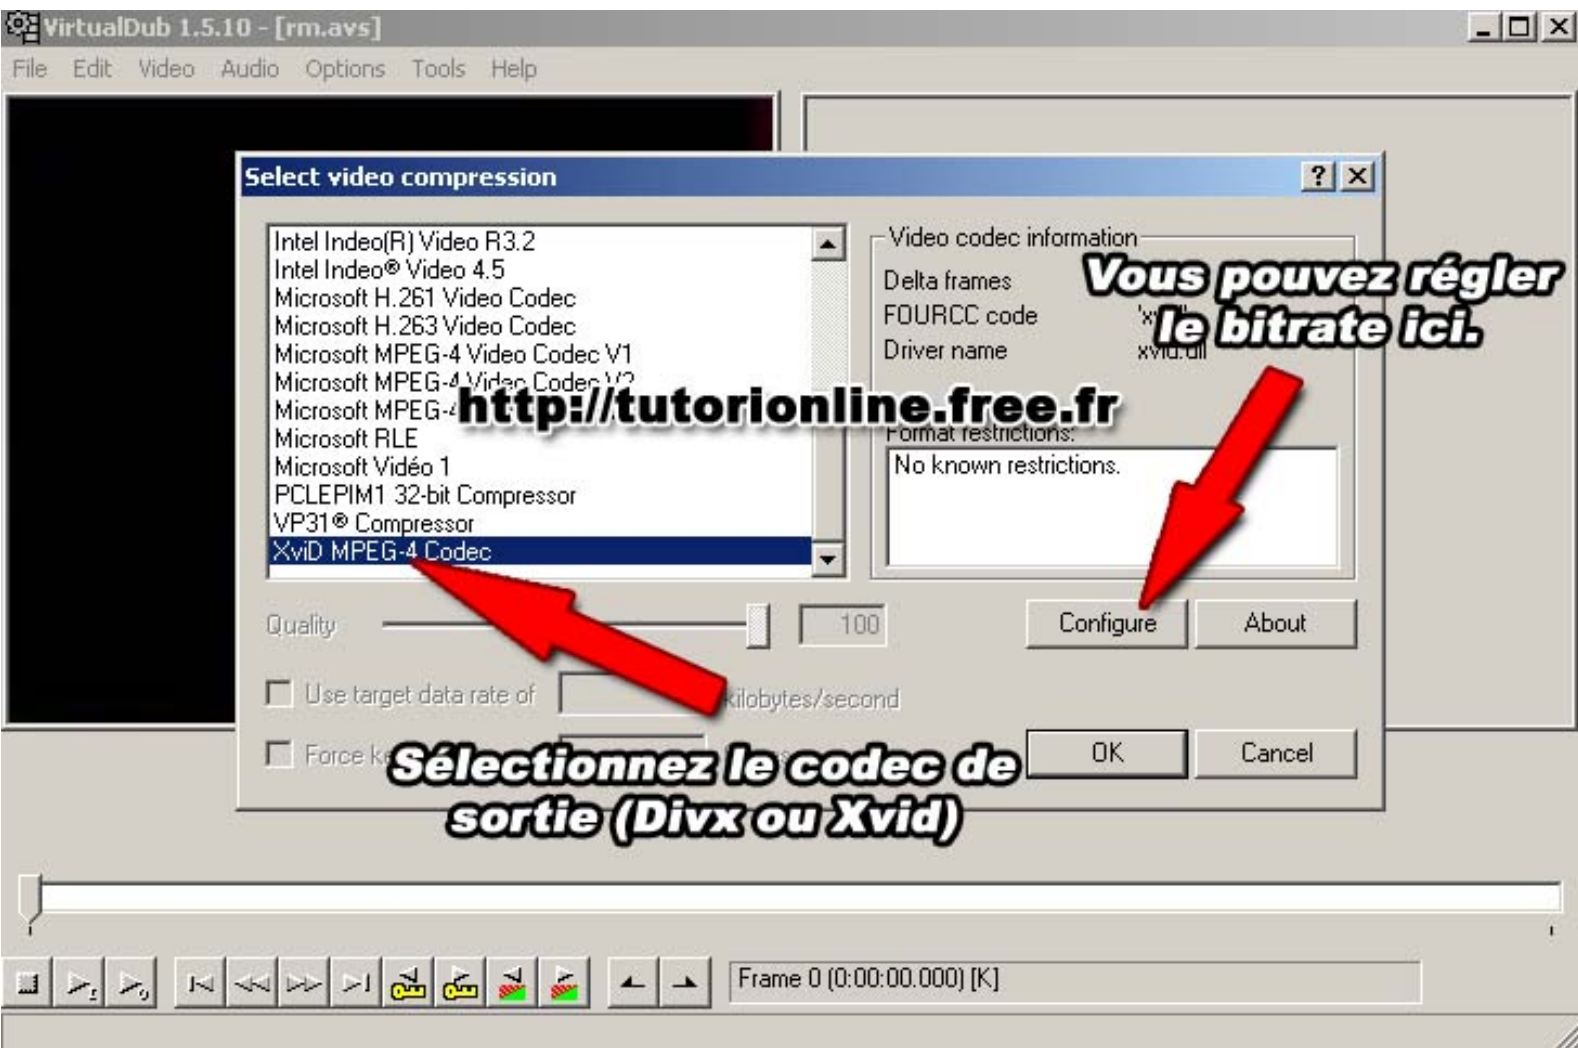 VirtualDub 1.5.10 - [rm.avs]
File Edit Video Audio Options Tools Help
Select video compression
Intel Indeo(R) Video R3.2
Intel Indeo® Video 4.5
Microsoft H.261 Video Codec
Microsoft H.263 Video Codec
Microsoft MPEG-4 Video Codec V1
Microsoft MPEG-4 Video Codec V2
Microsoft MPEG-4
Microsoft RLE
Microsoft Vidéo 1
PCLEPIM1 32-bit Compressor
VP31® Compressor
XviD MPEG-4 Codec
Video codec information
Delta frames
FOURCC code
Driver name xvid.dll
Format restrictions:
No known restrictions.
Vous pouvez régler
le bitrate ici.
http://tutorionline.free.fr
Quality 100
Configure About
Use target data rate of kilobytes/second
Force
OK Cancel
Sélectionnez le codec de
sortie (Divx ou Xvid)
Frame 0 (0:00:00.000) [K]